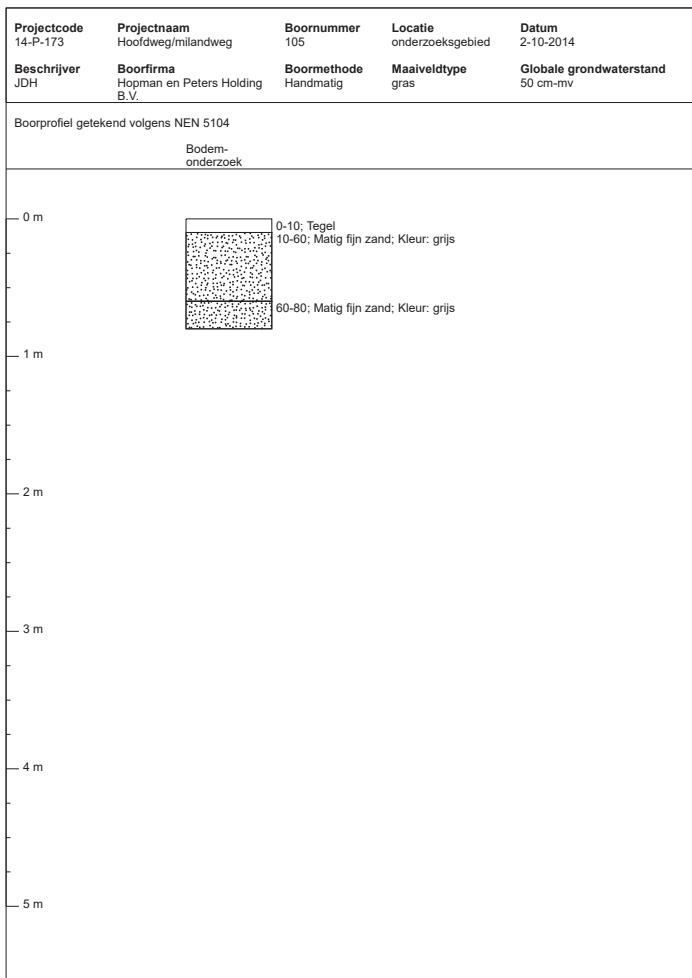 Projectcode Projectnaam Boornummer Locatie Datum
14-P-173 Hoofdweg/milandweg 105 onderzoeksgebied 2-10-2014
Beschrijver Boorfirma Boormethode Maaiveldtype Globale grondwaterstand
JDH Hopman en Peters Holding Handmatig gras 50 cm-mv
B.V.
Boorprofiel getekend volgens NEN 5104
Bodem-
onderzoek
0 m
0-10; Tegel
10-60; Matig fijn zand; Kleur: grijs
60-80; Matig fijn zand; Kleur: grijs
1 m
2 m
3 m
4 m
5 m